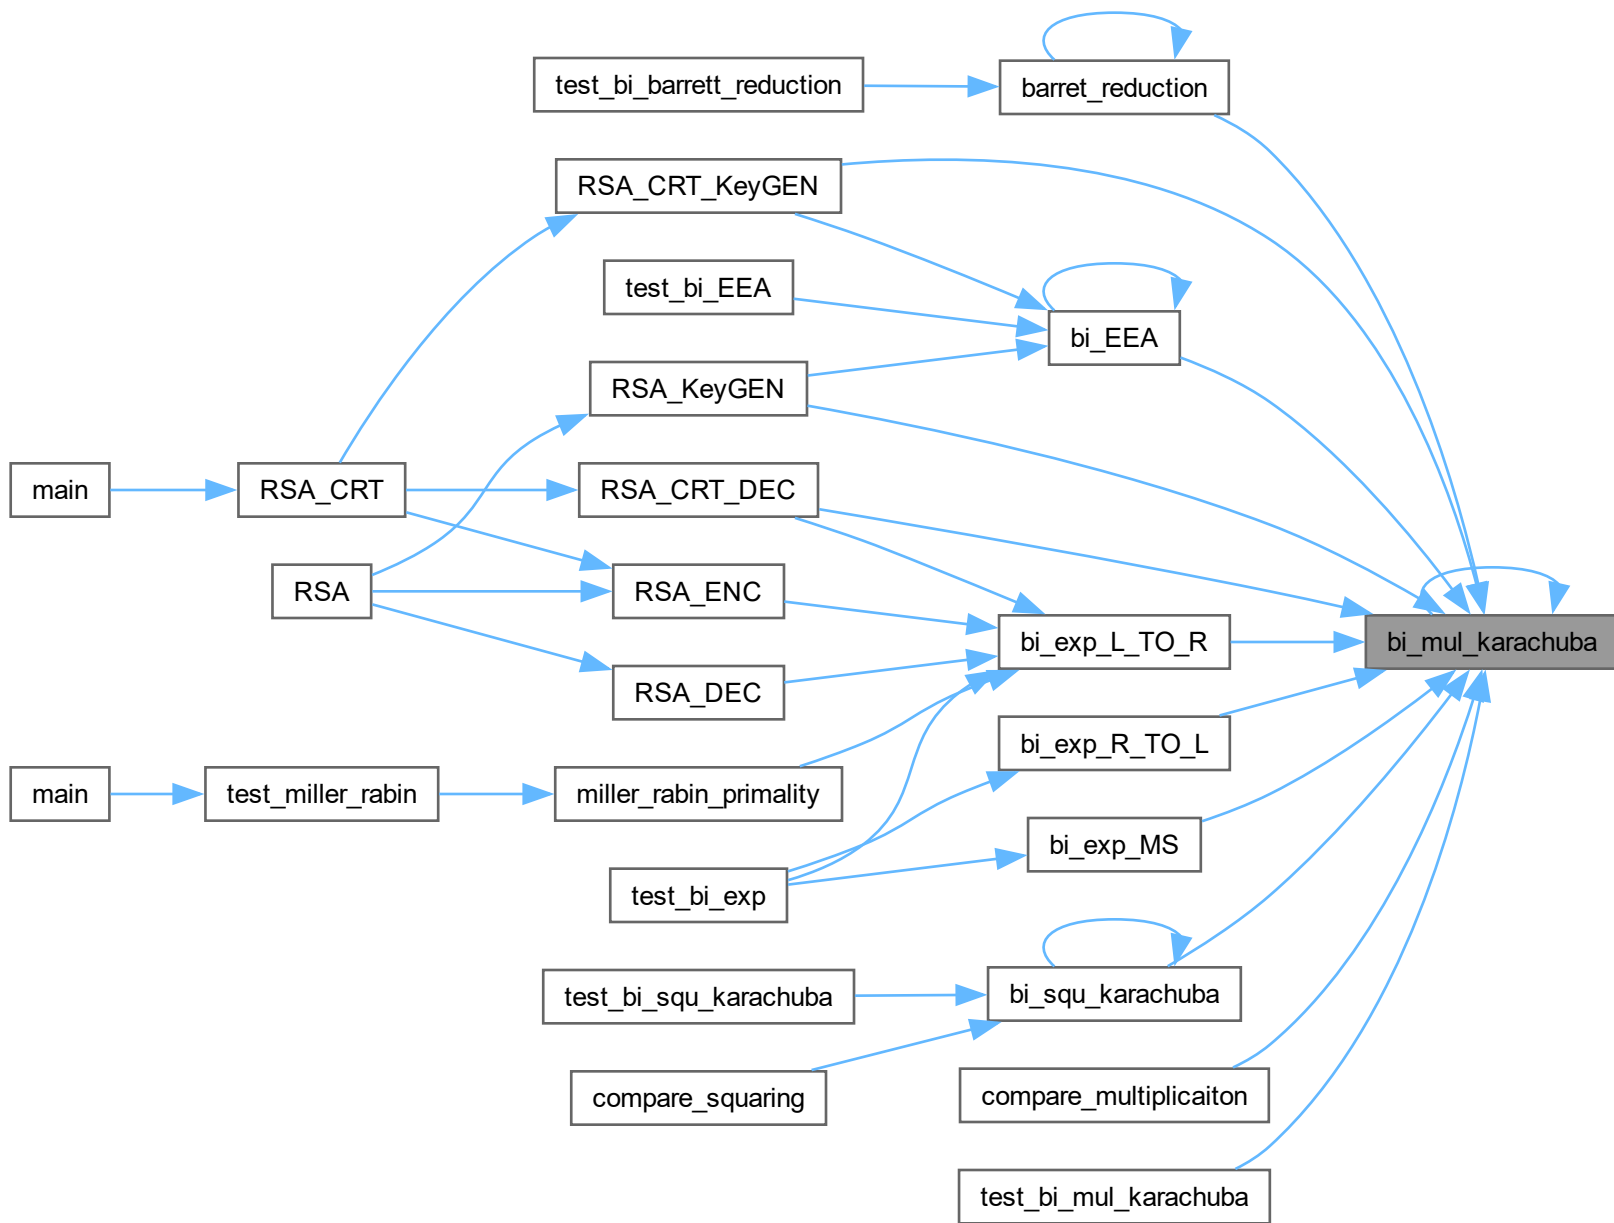 test_bi_barrett_reduction
barret_reduction
RSA_CRT_KeyGEN
test_bi_EEA
bi_EEA
RSA_KeyGEN
main
RSA_CRT
RSA_CRT_DEC
RSA
RSA_ENC
bi_exp_L_TO_R
bi_mul_karachuba
RSA_DEC
bi_exp_R_TO_L
main
test_miller_rabin
miller_rabin_primality
bi_exp_MS
test_bi_exp
test_bi_squ_karachuba
bi_squ_karachuba
compare_squaring
compare_multiplicaiton
test_bi_mul_karachuba